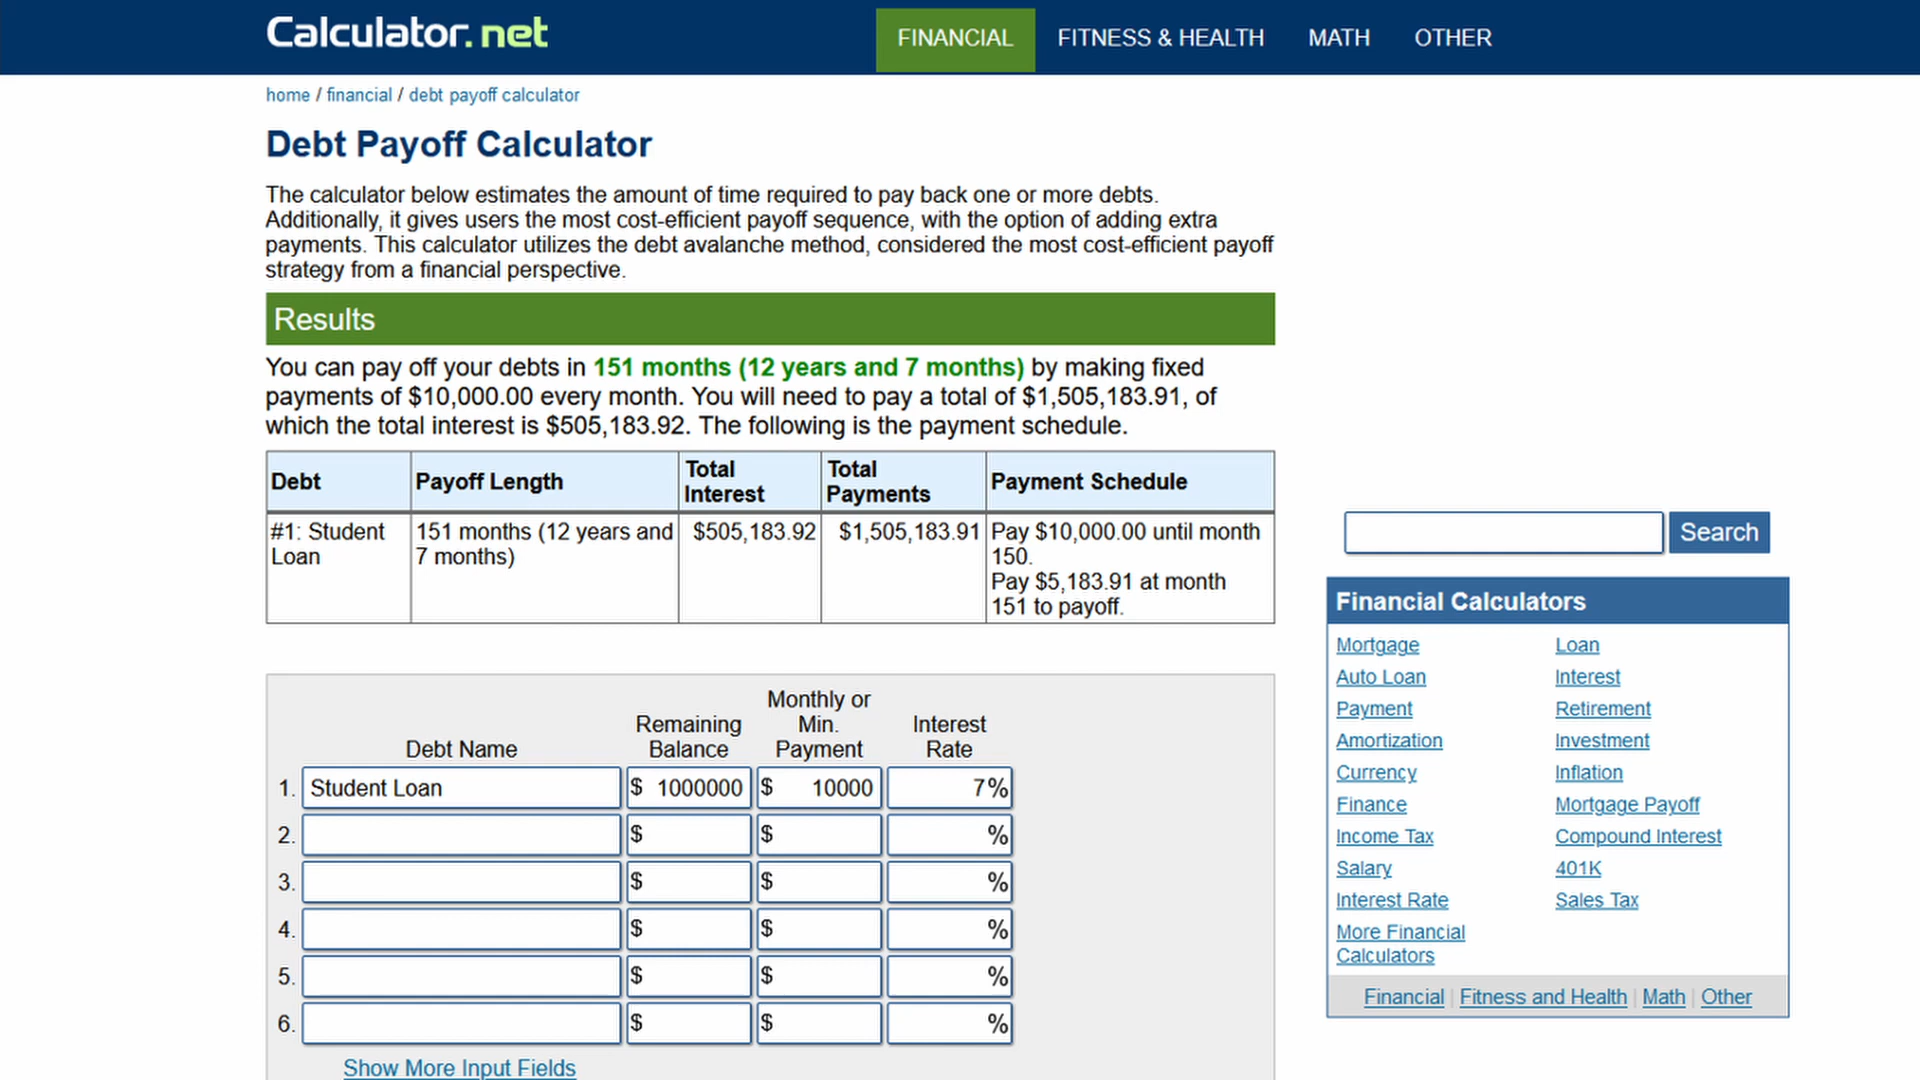 Calculator.net
FINANCIAL
FITNESS & HEALTH
MATH
OTHER
home / financial / debt payoff calculator
Debt Payoff Calculator
The calculator below estimates the amount of time required to pay back one or more debts.
Additionally, it gives users the most cost-efficient payoff sequence, with the option of adding extra
payments. This calculator utilizes the debt avalanche method, considered the most cost-efficient payoff
strategy from a financial perspective.
Results
You can pay off your debts in 151 months (12 years and 7 months) by making fixed
payments of $10,000.00 every month. You will need to pay a total of $1,505,183.91, of
which the total interest is $505,183.92. The following is the payment schedule.
Debt
Payoff Length
Total
Interest
Total
Payments
Payment Schedule
#1: Student
Loan
151 months (12 years and
7 months)
$505,183.92
$1,505,183.91
Pay $10,000.00 until month
150.
Pay $5,183.91 at month
151 to payoff.
Debt Name
Remaining
Balance
Monthly or
Min.
Payment
Interest
Rate
1. Student Loan $ 1000000 $ 10000 7%
2. $ $ %
3. $ $ %
4. $ $ %
5. $ $ %
6. $ $ %
Show More Input Fields
Search
Financial Calculators
Mortgage
Loan
Auto Loan
Interest
Payment
Retirement
Amortization
Investment
Currency
Inflation
Finance
Mortgage Payoff
Income Tax
Compound Interest
Salary
401K
Interest Rate
Sales Tax
More Financial
Calculators
Financial | Fitness and Health | Math | Other